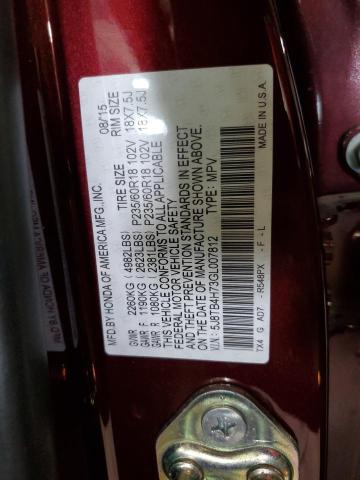 MFD.BY HONDA OF AMERICA MFG.,INC. 08/15
TIRE SIZE RIM SIZE
GVWR 2260KG (4982LBS) P235/60R18 102V 18X7.5J
GAWR F 1190KG (2623LBS) P235/60R18 102V 18X7.5J
GAWR R 1080KG (2381LBS)
THIS VEHICLE CONFORMS TO ALL APPLICABLE
FEDERAL MOTOR VEHICLE SAFETY
AND THEFT PREVENTION STANDARDS IN EFFECT
ON THE DATE OF MANUFACTURE SHOWN ABOVE.
V.I.N.: 5J8TB4H73GL007812 TYPE: MPV
TX4 G AD7 - R548PX - F - L
MADE IN U.S.A.